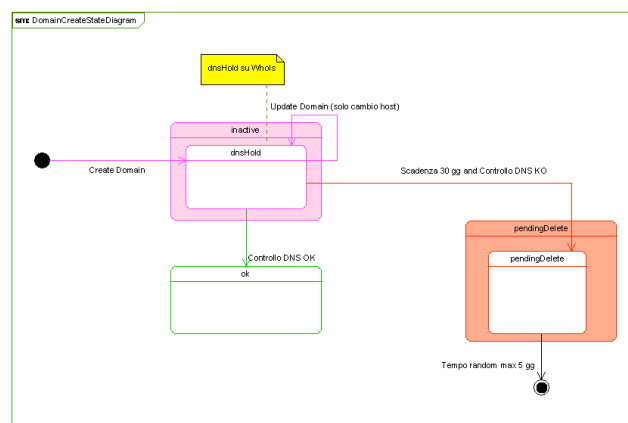 sm: DomainCreateStateDiagram
dnsHold su WhoIs
Update Domain (solo cambio host)
inactive
dnsHold
Create Domain
Scadenza 30 gg and Controllo DNS KO
pendingDelete
pendingDelete
Controllo DNS OK
ok
Tempo random max 5 gg